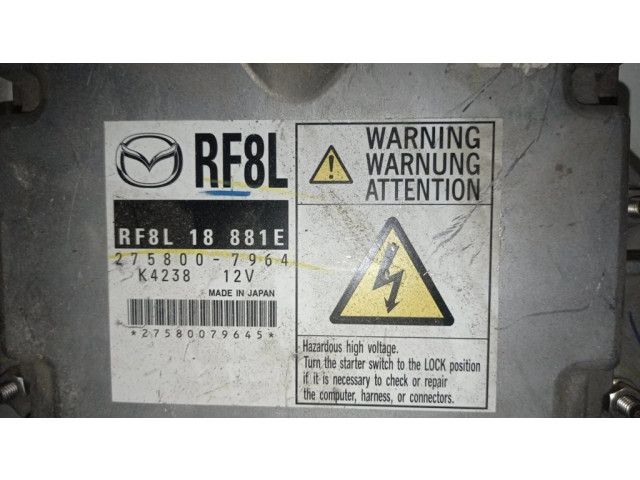 RF8L
RF8L 18 881E
275800-7964
K4238 12V
MADE IN JAPAN
*27580079645*
WARNING
WARNUNG
ATTENTION
Hazardous high voltage.
Turn the starter switch to the LOCK position
if it is necessary to check or repair
the computer, harness, or connectors.